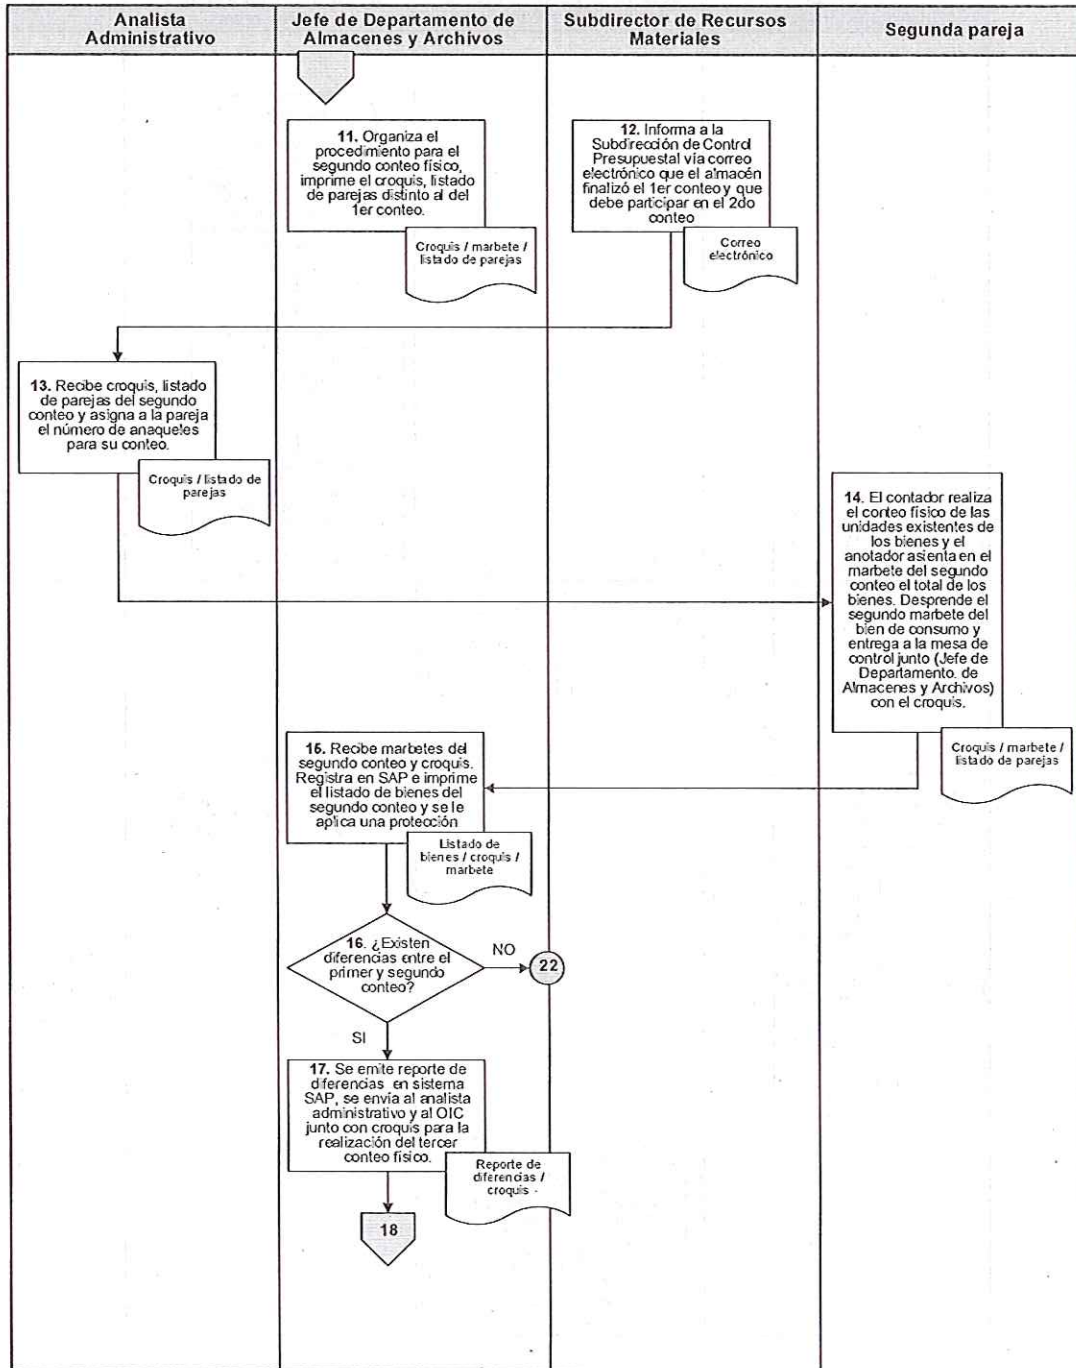 Analista
Administrativo
Jefe de Departamento de
Almacenes y Archivos
Subdirector de Recursos
Materiales
Segunda pareja
11. Organiza el
procedimiento para el
segundo conteo físico,
imprime el croquis, listado
de parejas distinto al del
1er conteo.
Croquis / marbete /
listado de parejas
12. Informa a la
Subdirección de Control
Presupuestal vía correo
electrónico que el almacén
finalizó el 1er conteo y que
debe participar en el 2do
conteo
Correo
electrónico
13. Recibe croquis, listado
de parejas del segundo
conteo y asigna a la pareja
el número de anaqueles
para su conteo.
Croquis / listado de
parejas
14. El contador realiza
el conteo físico de las
unidades existentes de
los bienes y el
anotador asienta en el
marbete del segundo
conteo el total de los
bienes. Desprende el
segundo marbete del
bien de consumo y
entrega a la mesa de
control junto (Jefe de
Departamento. de
Almacenes y Archivos)
con el croquis.
Croquis / marbete /
listado de parejas
15. Recibe marbetes del
segundo conteo y croquis.
Registra en SAP e imprime
el listado de bienes del
segundo conteo y se le
aplica una protección
Listado de
bienes / croquis /
marbete
16. ¿Existen
diferencias entre el
primer y segundo
conteo?
NO
22
SI
17. Se emite reporte de
diferencias en sistema
SAP, se envía al analista
administrativo y al OIC
junto con croquis para la
realización del tercer
conteo físico.
Reporte de
diferencias /
croquis -
18